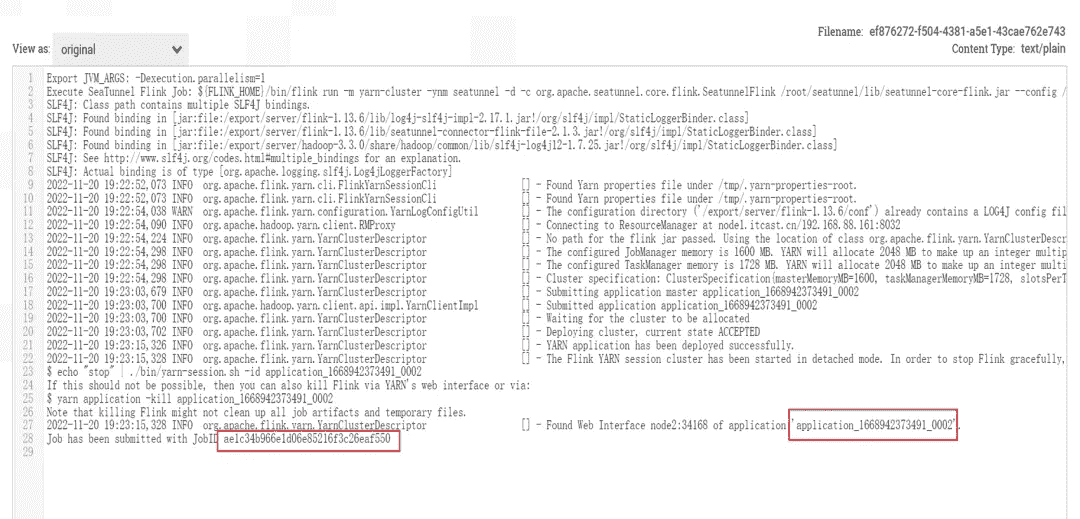 Filename: ef876272-f504-4381-a5e1-43cae762e743
View as: original
Content Type: text/plain
1 Export JVM_ARGS: -Dexecution.parallelism=1
2 Execute SeaTunnel Flink Job: ${FLINK_HOME}/bin/flink run -m yarn-cluster -ynm seatunnel -d -c org.apache.seatunnel.core.flink.SeatunnelFlink /root/seatunnel/lib/seatunnel-core-flink.jar --config /
3 SLF4J: Class path contains multiple SLF4J bindings.
4 SLF4J: Found binding in [jar:file:/export/server/flink-1.13.6/lib/log4j-slf4j-impl-2.17.1.jar!/org/slf4j/impl/StaticLoggerBinder.class]
5 SLF4J: Found binding in [jar:file:/export/server/flink-1.13.6/lib/seatunnel-connector-flink-file-2.1.3.jar!/org/slf4j/impl/StaticLoggerBinder.class]
6 SLF4J: Found binding in [jar:file:/export/server/hadoop-3.3.0/share/hadoop/common/lib/slf4j-log4j12-1.7.25.jar!/org/slf4j/impl/StaticLoggerBinder.class]
7 SLF4J: See http://www.slf4j.org/codes.html#multiple_bindings for an explanation.
8 SLF4J: Actual binding is of type [org.apache.logging.slf4j.Log4jLoggerFactory]
9 2022-11-20 19:22:52,073 INFO org.apache.flink.yarn.cli.FlinkYarnSessionCli [] - Found Yarn properties file under /tmp/.yarn-properties-root.
10 2022-11-20 19:22:52,073 INFO org.apache.flink.yarn.cli.FlinkYarnSessionCli [] - Found Yarn properties file under /tmp/.yarn-properties-root.
11 2022-11-20 19:22:54,038 WARN org.apache.flink.yarn.configuration.YarnLogConfigUtil [] - The configuration directory ('/export/server/flink-1.13.6/conf') already contains a LOG4J config fil
12 2022-11-20 19:22:54,090 INFO org.apache.hadoop.yarn.client.RMProxy [] - Connecting to ResourceManager at node1.itcast.cn/192.168.88.161:8032
13 2022-11-20 19:22:54,224 INFO org.apache.flink.yarn.YarnClusterDescriptor [] - No path for the flink jar passed. Using the location of class org.apache.flink.yarn.YarnClusterDescr
14 2022-11-20 19:22:54,298 INFO org.apache.flink.yarn.YarnClusterDescriptor [] - The configured JobManager memory is 1600 MB. YARN will allocate 2048 MB to make up an integer multip
15 2022-11-20 19:22:54,298 INFO org.apache.flink.yarn.YarnClusterDescriptor [] - The configured TaskManager memory is 1728 MB. YARN will allocate 2048 MB to make up an integer multi
16 2022-11-20 19:22:54,298 INFO org.apache.flink.yarn.YarnClusterDescriptor [] - Cluster specification: ClusterSpecification{masterMemoryMB=1600, taskManagerMemoryMB=1728, slotsPerT
17 2022-11-20 19:23:03,679 INFO org.apache.flink.yarn.YarnClusterDescriptor [] - Submitting application master application_1668942373491_0002
18 2022-11-20 19:23:03,700 INFO org.apache.hadoop.yarn.client.api.impl.YarnClientImpl [] - Submitted application application_1668942373491_0002
19 2022-11-20 19:23:03,700 INFO org.apache.flink.yarn.YarnClusterDescriptor [] - Waiting for the cluster to be allocated
20 2022-11-20 19:23:03,702 INFO org.apache.flink.yarn.YarnClusterDescriptor [] - Deploying cluster, current state ACCEPTED
21 2022-11-20 19:23:15,326 INFO org.apache.flink.yarn.YarnClusterDescriptor [] - YARN application has been deployed successfully.
22 2022-11-20 19:23:15,328 INFO org.apache.flink.yarn.YarnClusterDescriptor [] - The Flink YARN session cluster has been started in detached mode. In order to stop Flink gracefully,
23 $ echo "stop" | ./bin/yarn-session.sh -id application_1668942373491_0002
24 If this should not be possible, then you can also kill Flink via YARN's web interface or via:
25 $ yarn application -kill application_1668942373491_0002
26 Note that killing Flink might not clean up all job artifacts and temporary files.
27 2022-11-20 19:23:15,328 INFO org.apache.flink.yarn.YarnClusterDescriptor [] - Found Web Interface node2:34168 of application 'application_1668942373491_0002'.
28 Job has been submitted with JobID ae1c34b966e1d06e85216f3c26eaf550
29